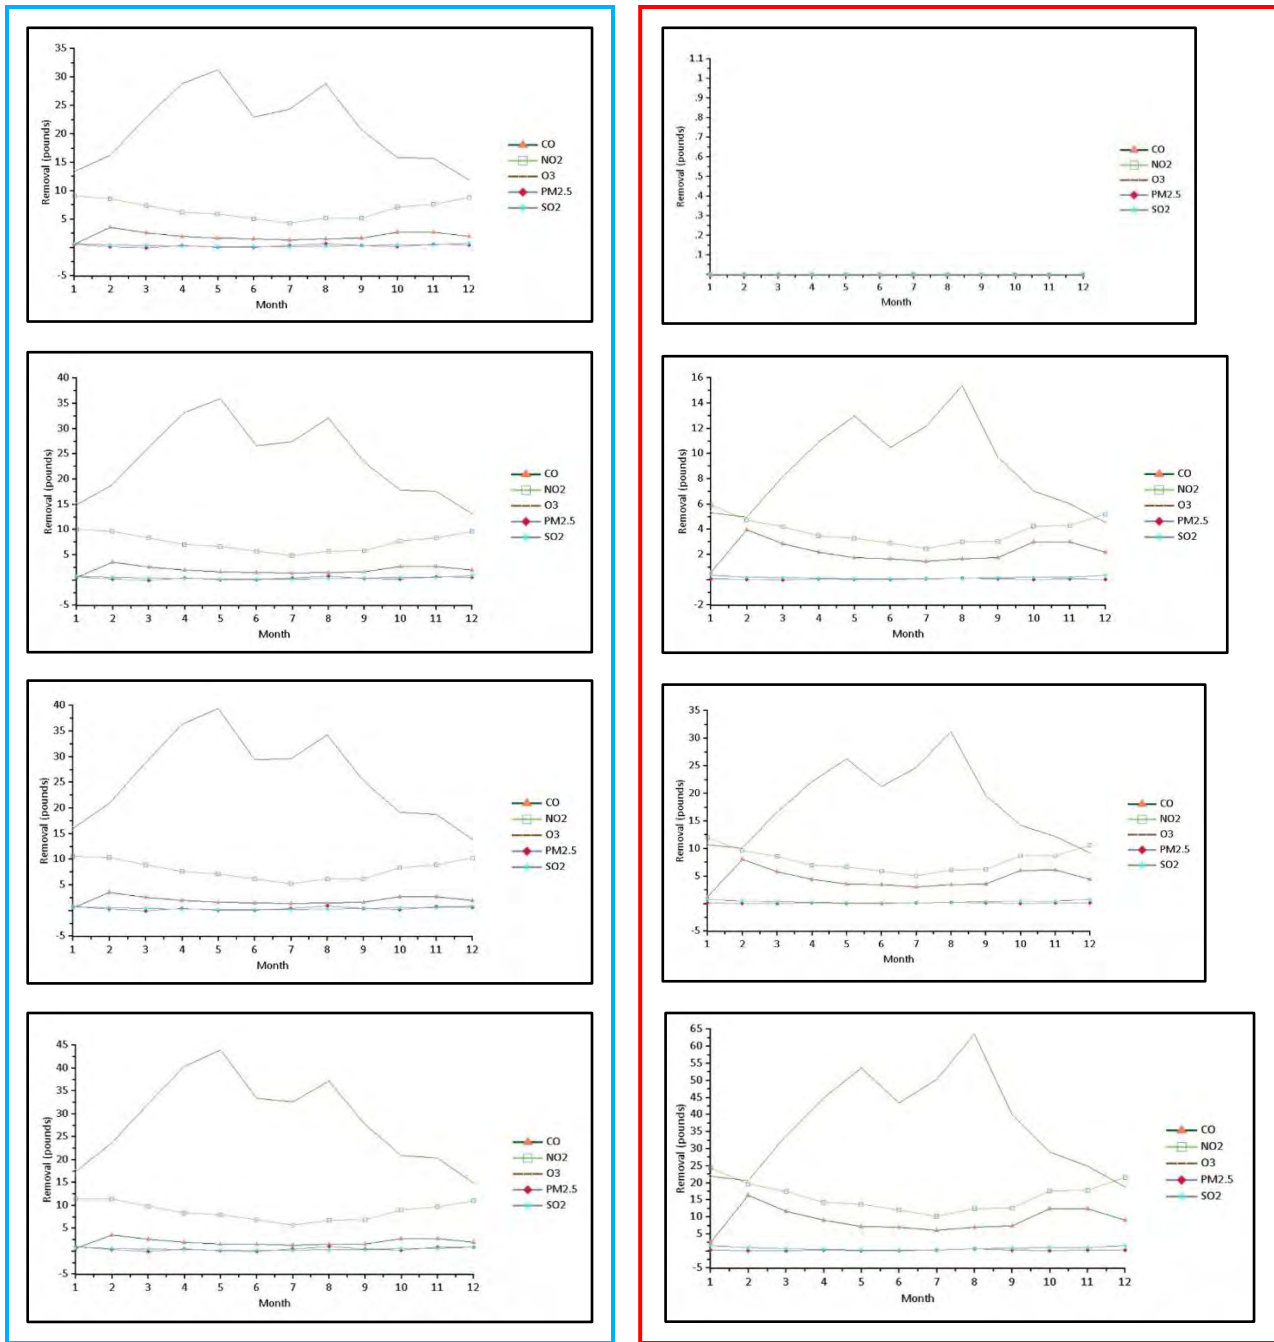 35
30
25
20
15
10
5
-5
Removal (pounds)
1 2 3 4 5 6 7 8 9 10 11 12
Month
CO
NO2
O3
PM2.5
SO2
1.1
1
.9
.8
.7
.6
.5
.4
.3
.2
.1
Removal (pounds)
1 2 3 4 5 6 7 8 9 10 11 12
Month
CO
NO2
O3
PM2.5
SO2
40
35
30
25
20
15
10
5
-5
Removal (pounds)
1 2 3 4 5 6 7 8 9 10 11 12
Month
CO
NO2
O3
PM2.5
SO2
16
14
12
10
8
6
4
2
-2
Removal (pounds)
1 2 3 4 5 6 7 8 9 10 11 12
Month
CO
NO2
O3
PM2.5
SO2
40
35
30
25
20
15
10
5
-5
Removal (pounds)
1 2 3 4 5 6 7 8 9 10 11 12
Month
CO
NO2
O3
PM2.5
SO2
35
30
25
20
15
10
5
-5
Removal (pounds)
1 2 3 4 5 6 7 8 9 10 11 12
Month
CO
NO2
O3
PM2.5
SO2
45
40
35
30
25
20
15
10
5
-5
Removal (pounds)
1 2 3 4 5 6 7 8 9 10 11 12
Month
CO
NO2
O3
PM2.5
SO2
65
60
55
50
45
40
35
30
25
20
15
10
5
-5
Removal (pounds)
1 2 3 4 5 6 7 8 9 10 11 12
Month
CO
NO2
O3
PM2.5
SO2